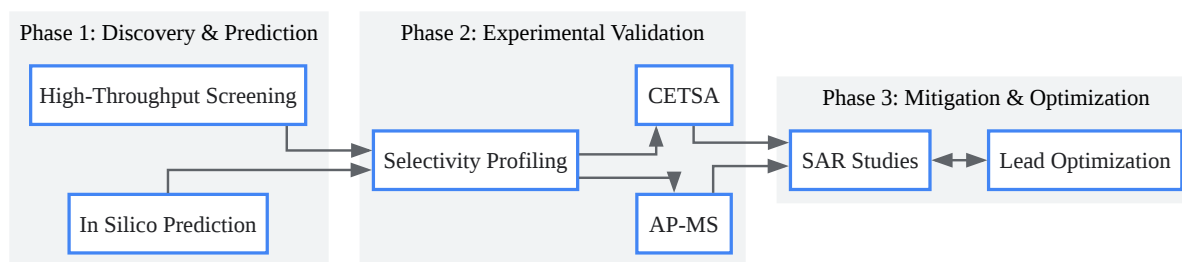 Phase 1: Discovery & Prediction
High-Throughput Screening
In Silico Prediction
Phase 2: Experimental Validation
Selectivity Profiling
CETSA
AP-MS
Phase 3: Mitigation & Optimization
SAR Studies
Lead Optimization